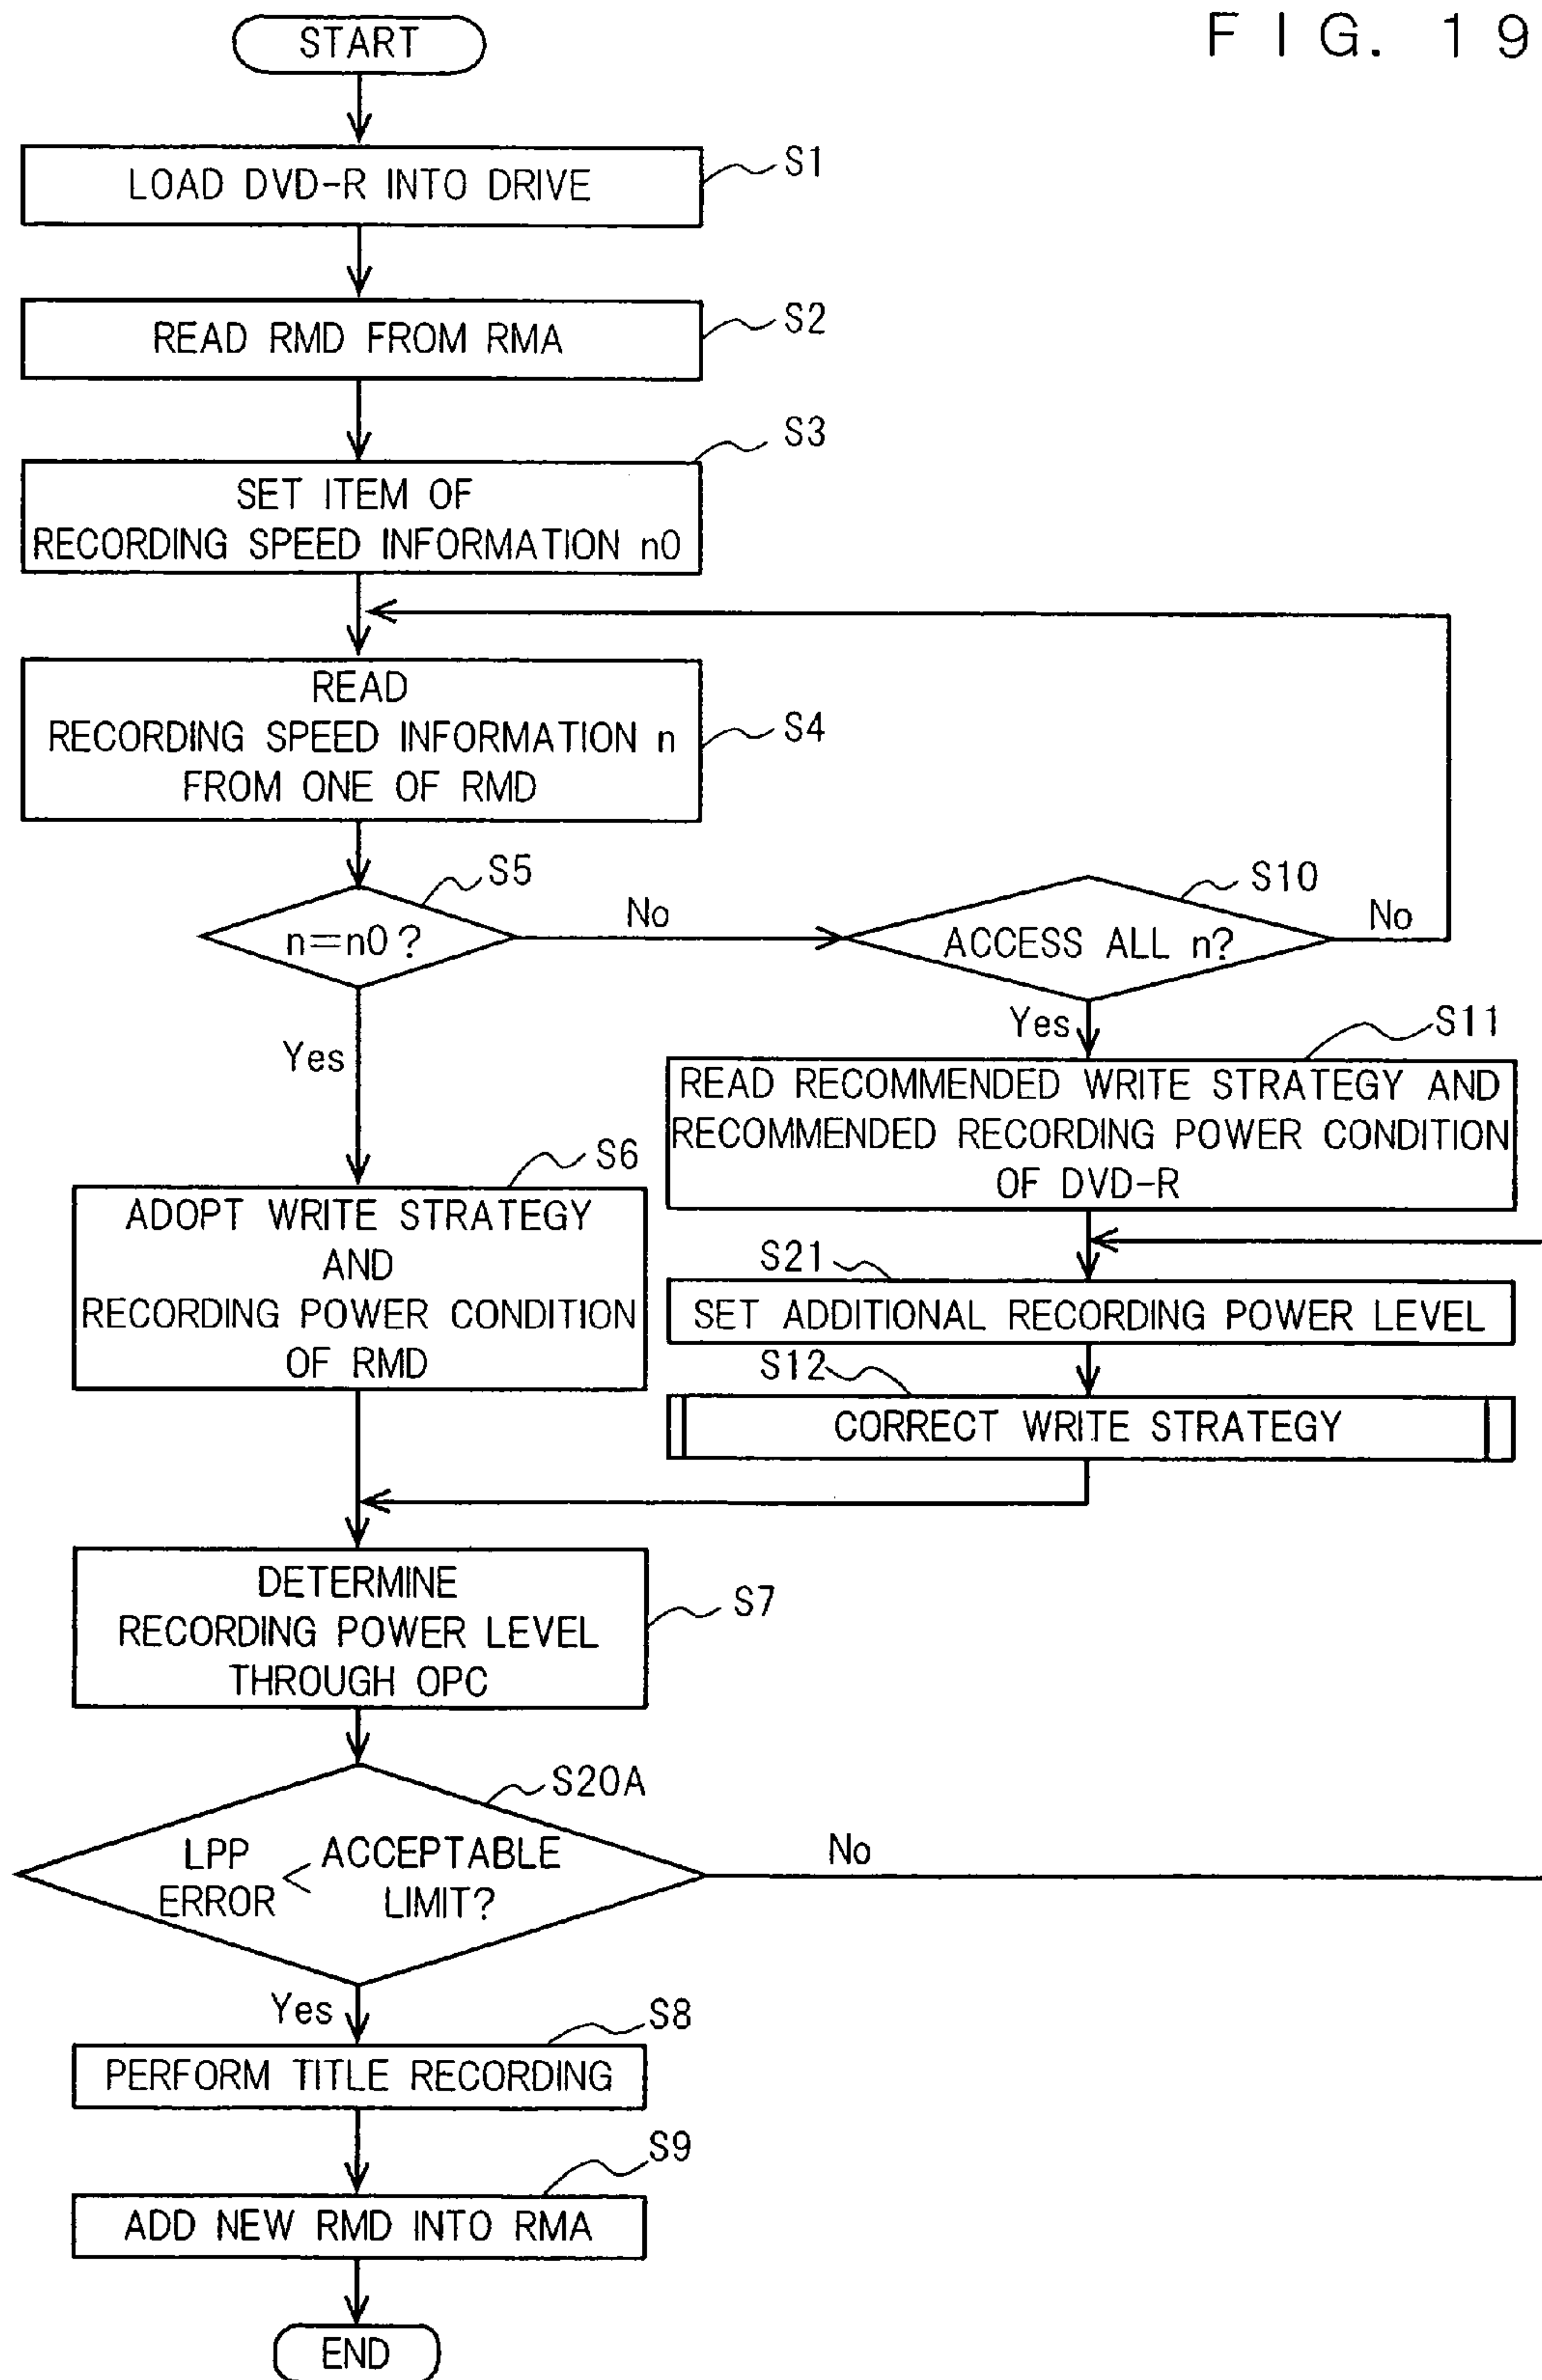 FIG. 19
START
LOAD DVD-R INTO DRIVE
S1
READ RMD FROM RMA
S2
S3
SET ITEM OF
RECORDING SPEED INFORMATION n0
READ
RECORDING SPEED INFORMATION n
FROM ONE OF RMD
S4
S5
n=n0?
No
S10
ACCESS ALL n?
No
Yes
Yes
S11
READ RECOMMENDED WRITE STRATEGY AND
RECOMMENDED RECORDING POWER CONDITION
OF DVD-R
S6
ADOPT WRITE STRATEGY
AND
RECORDING POWER CONDITION
OF RMD
S21
SET ADDITIONAL RECORDING POWER LEVEL
S12
CORRECT WRITE STRATEGY
DETERMINE
RECORDING POWER LEVEL
THROUGH OPC
S7
S20A
LPP ERROR < ACCEPTABLE LIMIT?
No
Yes
S8
PERFORM TITLE RECORDING
S9
ADD NEW RMD INTO RMA
END